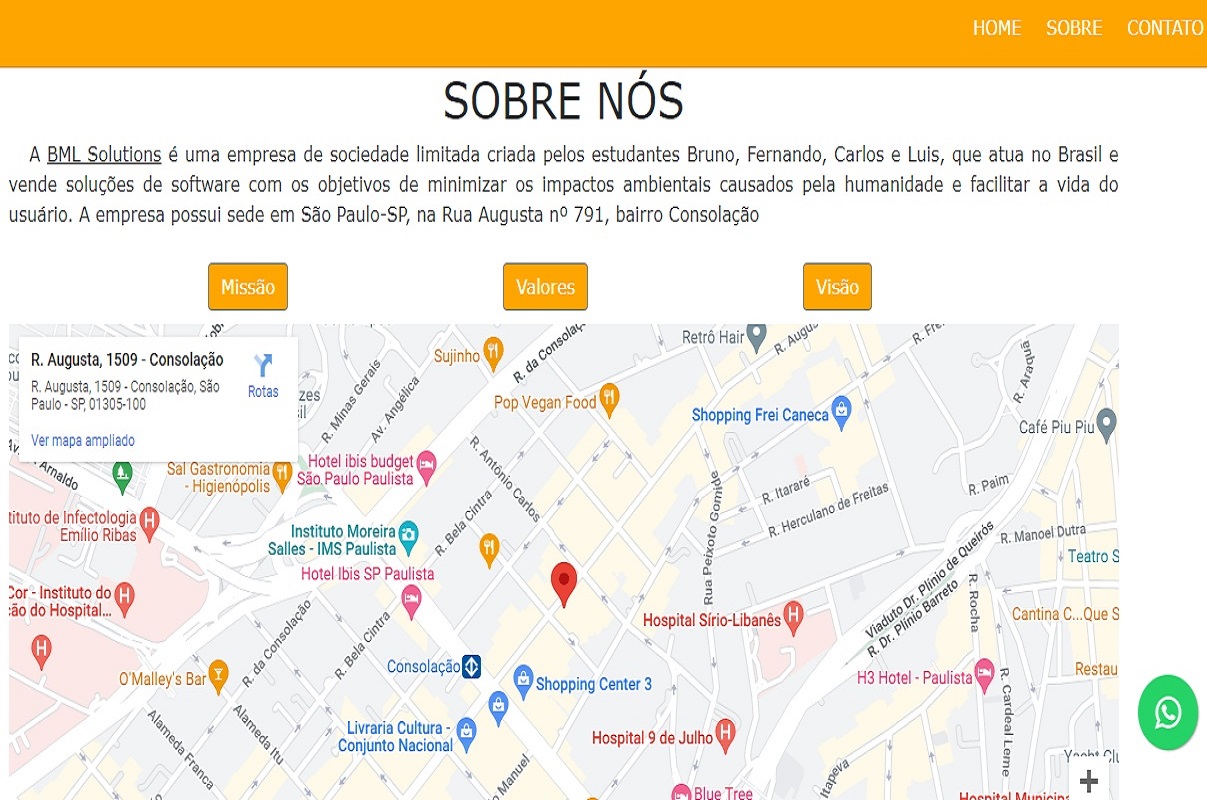 HOME SOBRE CONTATO
SOBRE NÓS
A BML Solutions é uma empresa de sociedade limitada criada pelos estudantes Bruno, Fernando, Carlos e Luis, que atua no Brasil e
vende soluções de software com os objetivos de minimizar os impactos ambientais causados pela humanidade e facilitar a vida do
usuário. A empresa possui sede em São Paulo-SP, na Rua Augusta nº 791, bairro Consolação
Missão Valores Visão
R. Augusta, 1509 - Consolação
R. Augusta, 1509 - Consolação, São
Paulo - SP, 01305-100
Rotas
Ver mapa ampliado
Sujinho
R. da Consolaç
Retrô Hair
R. Augus
R. Fre
R. Minas Gerais
Av. Angélica
Pop Vegan Food
Shopping Frei Caneca
R. Araná
Café Piu Piu
Arnaldo
Sal Gastronomia
- Higienópolis
Hotel ibis budget
São Paulo Paulista
R. Antônio Carlos
R. Bela Cintra
Rua Peixoto Gomide
R. Itararé
R. Herculano de Freitas
R. Paim
tituto de Infectologia
Emílio Ribas
Instituto Moreira
Salles - IMS Paulista
Hotel Ibis SP Paulista
R. Manoel Dutra
Teatro S
Viaduto Dr. Plínio de Queirós
R. Dr. Plínio Barreto
R. Rocha
Cor - Instituto do
ção do Hospital...
Hospital Sírio-Libanês
Cantina C...Que S
R. da Consolação
R. Bela Cintra
Consolação
O'Malley's Bar
Shopping Center 3
H3 Hotel - Paulista
Restau
R. Cardeal Leme
Alameda Franca
Alameda Itu
Livraria Cultura -
Conjunto Nacional
Hospital 9 de Julho
Yacht Clu
Manuel
Itapeva
Blue Tree
Hospital Municipa